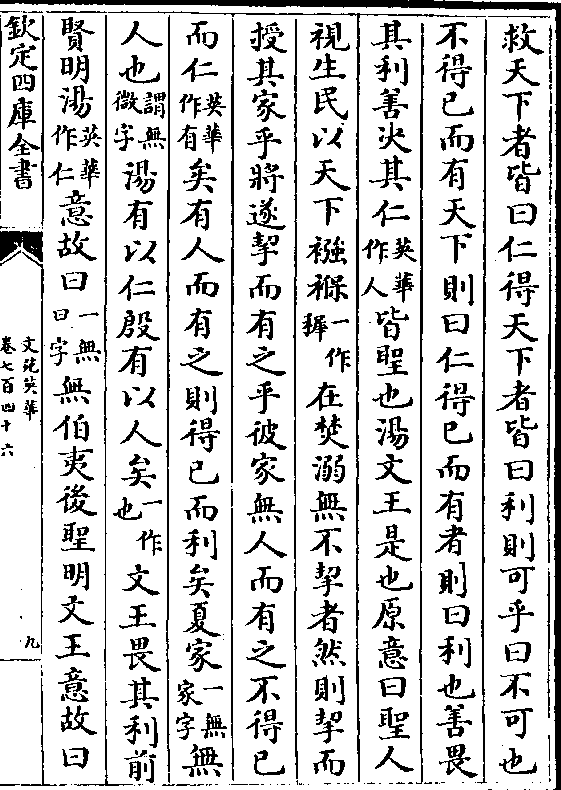 救天下者皆曰仁得天下者皆曰利則可乎曰不可也
不得已而有天下則曰仁得已而有者則曰利也善畏
其利善決其仁英華作人皆聖也湯文王是也原意曰聖人
視生民以天下襁褓一作揮在焚溺無不挈者然則挈而
授其家乎將遂挈而有之乎彼家無人而有之不得已
而仁英華作有矣有人而有之則得已而利矣夏家一無家字無
人也謂無微字湯有以仁殷有以人矣一作也文王畏其利前
賢明湯英華作仁意故曰一無曰字無伯夷後聖明文王意故曰
欽定四庫全書
文苑英華
卷七百四十六
九